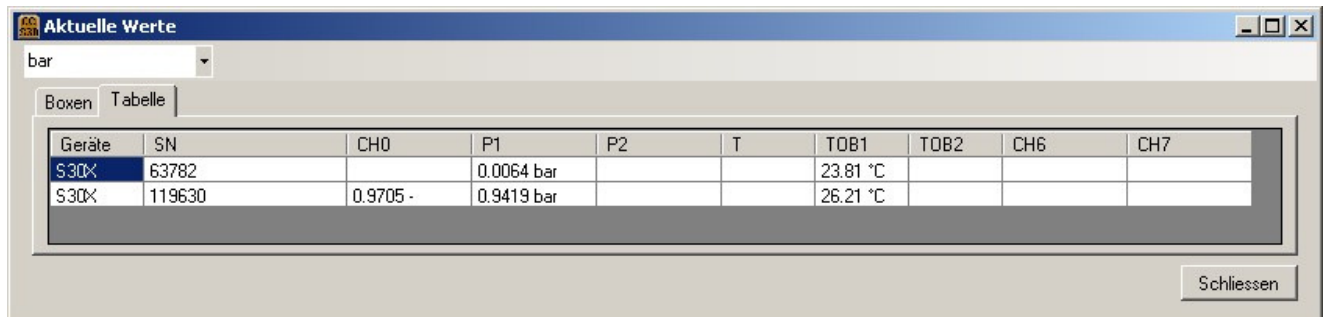 Aktuelle Werte
bar
Boxen Tabelle
Geräte SN CH0 P1 P2 T TOB1 TOB2 CH6 CH7
S30X 63782 0.0064 bar 23.81 °C
S30X 119630 0.9705 - 0.9419 bar 26.21 °C
Schliessen